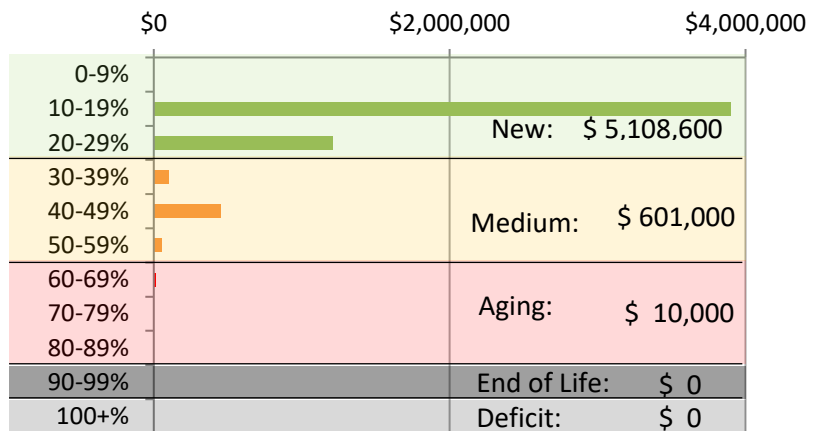 $0 $2,000,000 $4,000,000
0-9%
10-19%
New: $ 5,108,600
20-29%
30-39%
40-49%
Medium: $ 601,000
50-59%
60-69%
Aging: $ 10,000
70-79%
80-89%
90-99% End of Life: $ 0
100+% Deficit: $ 0